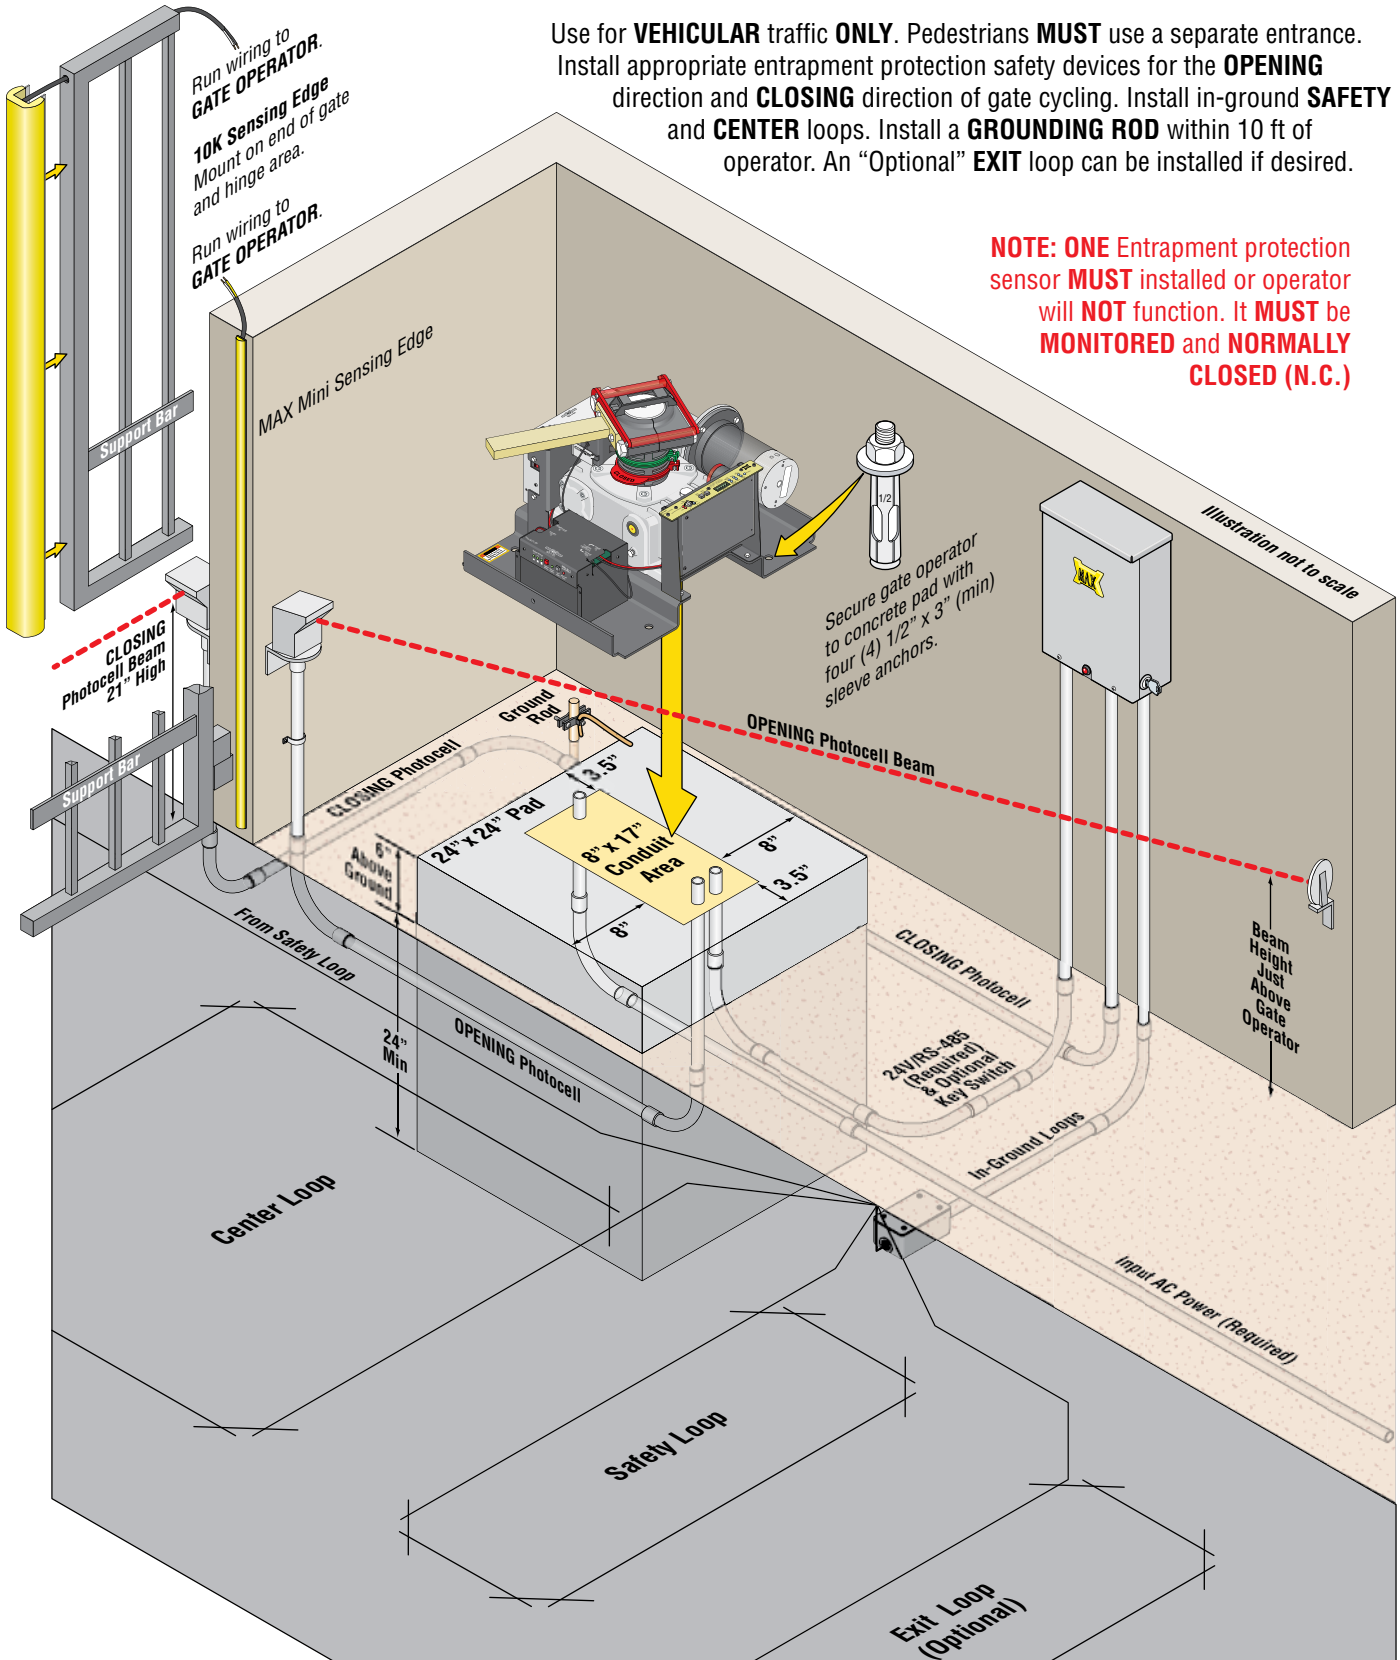 Use for VEHICULAR traffic ONLY. Pedestrians MUST use a separate entrance.
Install appropriate entrapment protection safety devices for the OPENING
direction and CLOSING direction of gate cycling. Install in-ground SAFETY
and CENTER loops. Install a GROUNDING ROD within 10 ft of
operator. An “Optional” EXIT loop can be installed if desired.
Run wiring to
GATE OPERATOR.
10K Sensing Edge
Mount on end of gate
and hinge area.
Run wiring to
GATE OPERATOR.
NOTE: ONE Entrapment protection
sensor MUST installed or operator
will NOT function. It MUST be
MONITORED and NORMALLY
CLOSED (N.C.)
MAX Mini Sensing Edge
Support Bar
CLOSED
1/2
Illustration not to scale
MAX
Secure gate operator
to concrete pad with
four (4) 1/2” x 3” (min)
sleeve anchors.
CLOSING
Photocell Beam
21” High
Ground
Rod
OPENING Photocell Beam
Support Bar
CLOSING Photocell
3.5”
24” x 24” Pad
8” x 17”
Conduit
Area
8”
3.5”
8”
6”
Above
Ground
Beam
Height
Just
Above
Gate
Operator
From Safety Loop
CLOSING Photocell
24”
Min
OPENING Photocell
24V/RS-485
(Required)
& Optional
Key Switch
In-Ground Loops
Center Loop
Input AC Power (Required)
Safety Loop
Exit Loop
(Optional)